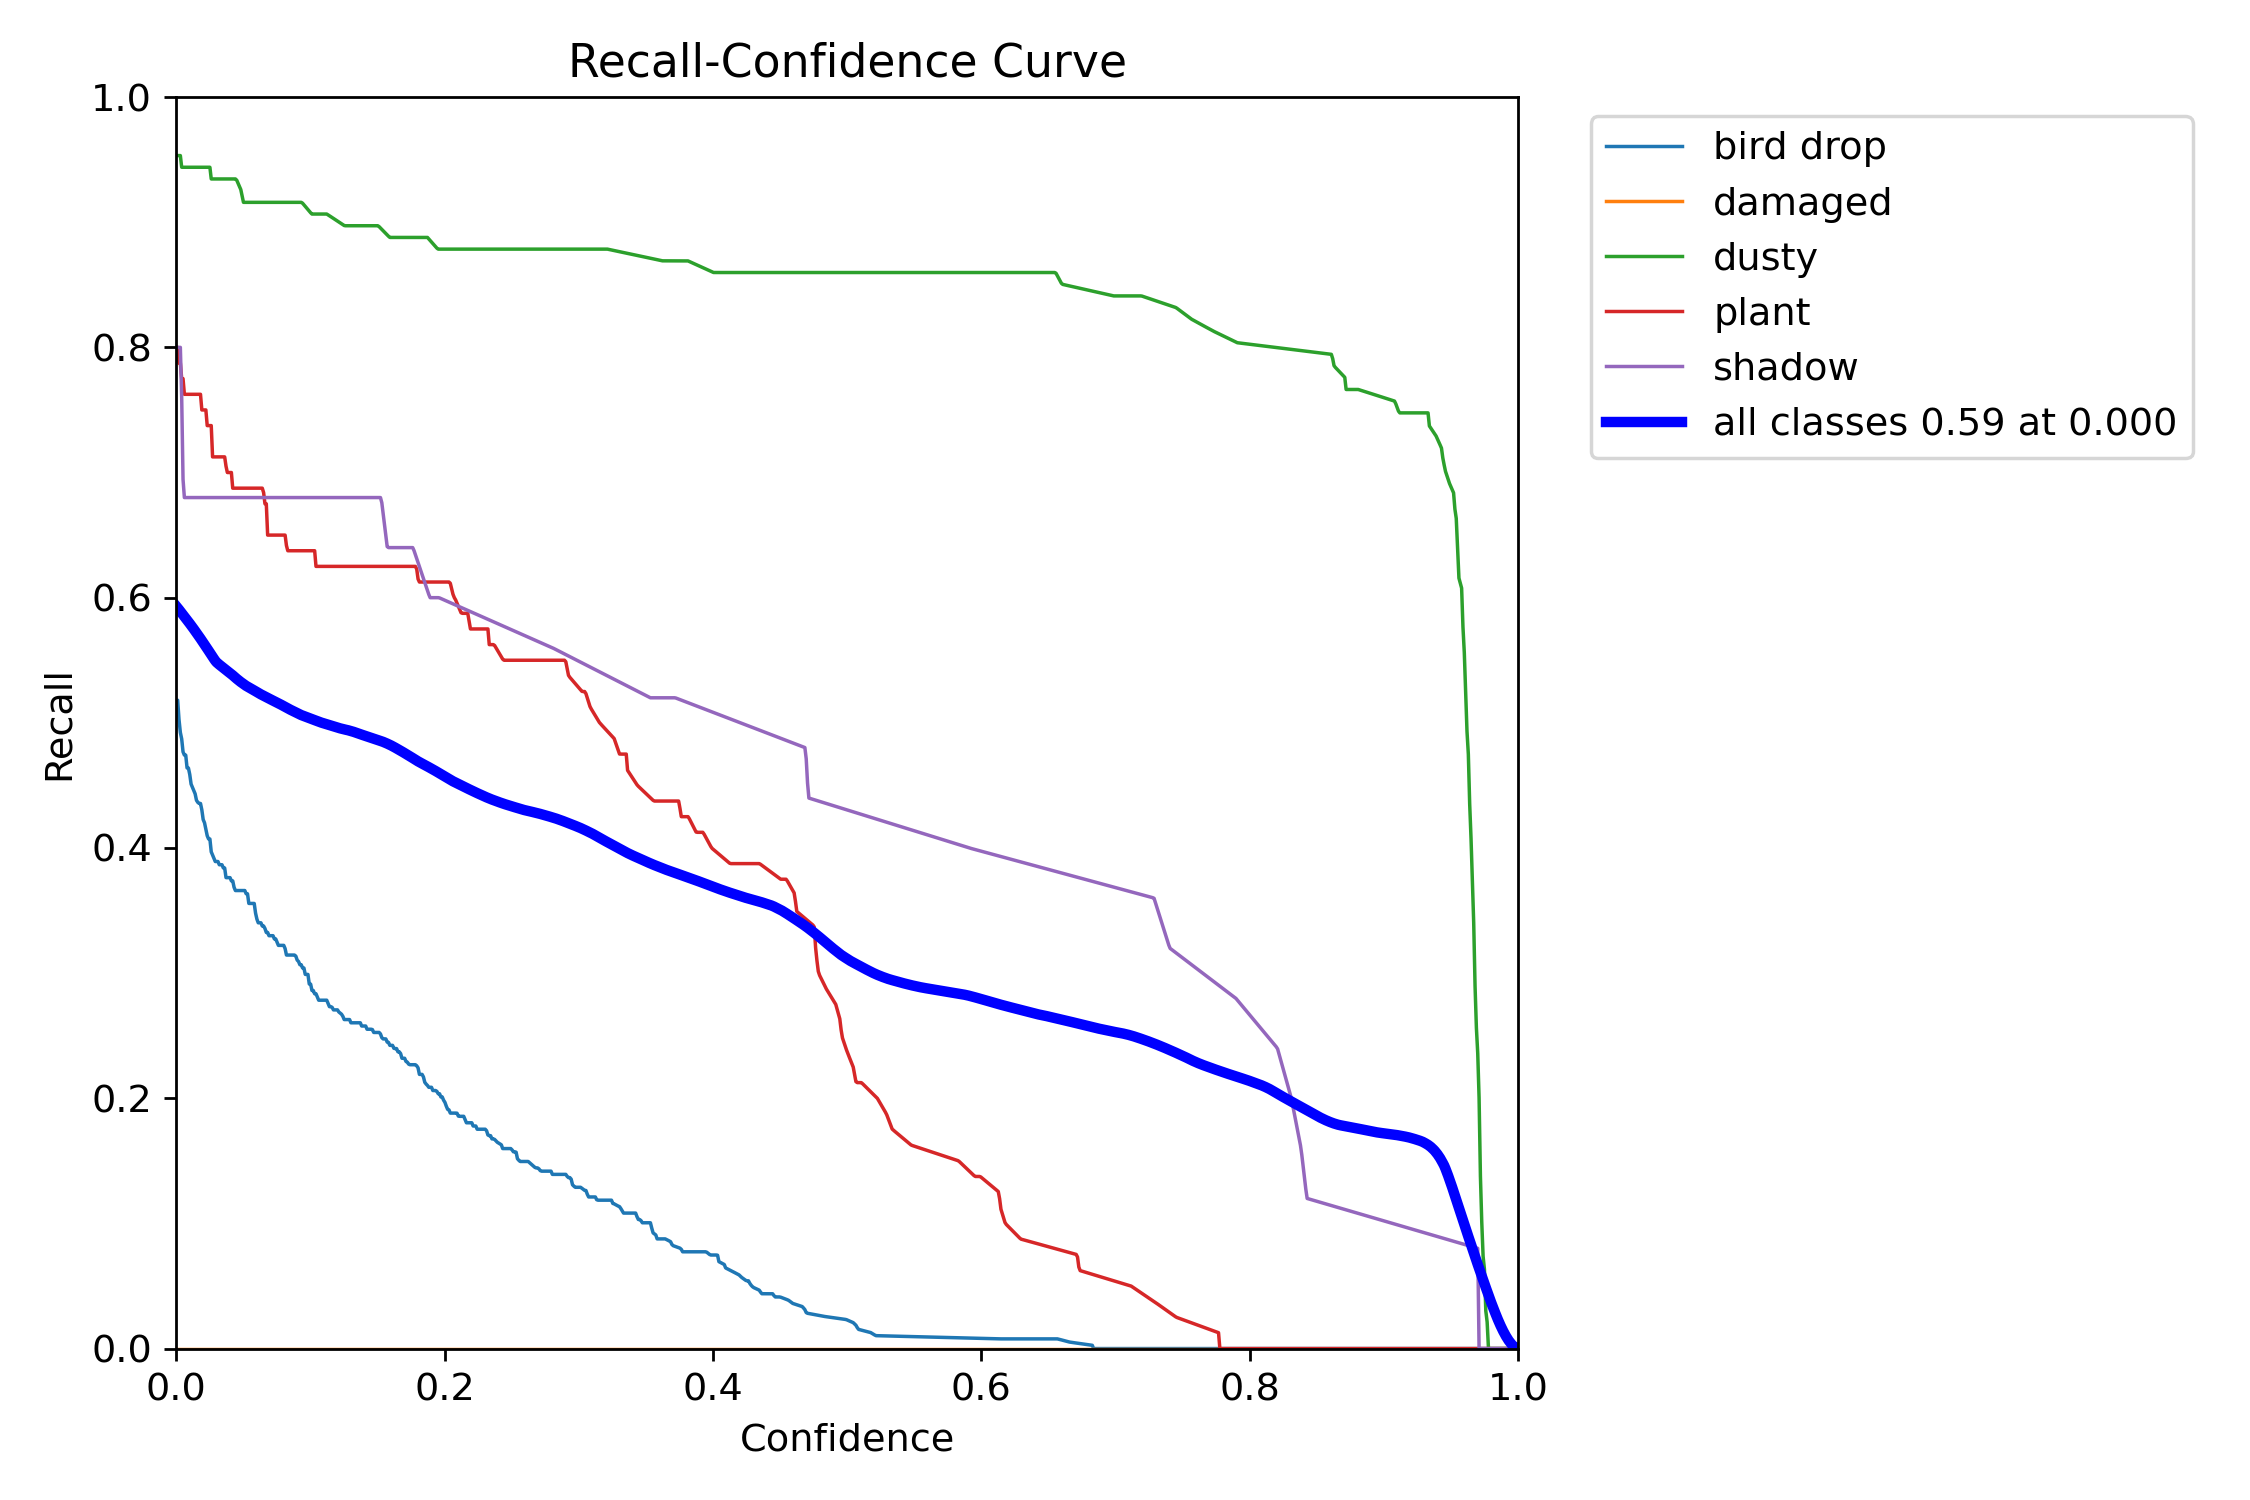 Recall-Confidence Curve
1.0
0.8
0.6
0.4
0.2
0.0
Recall
0.0 0.2 0.4 0.6 0.8 1.0
Confidence
bird drop
damaged
dusty
plant
shadow
all classes 0.59 at 0.000